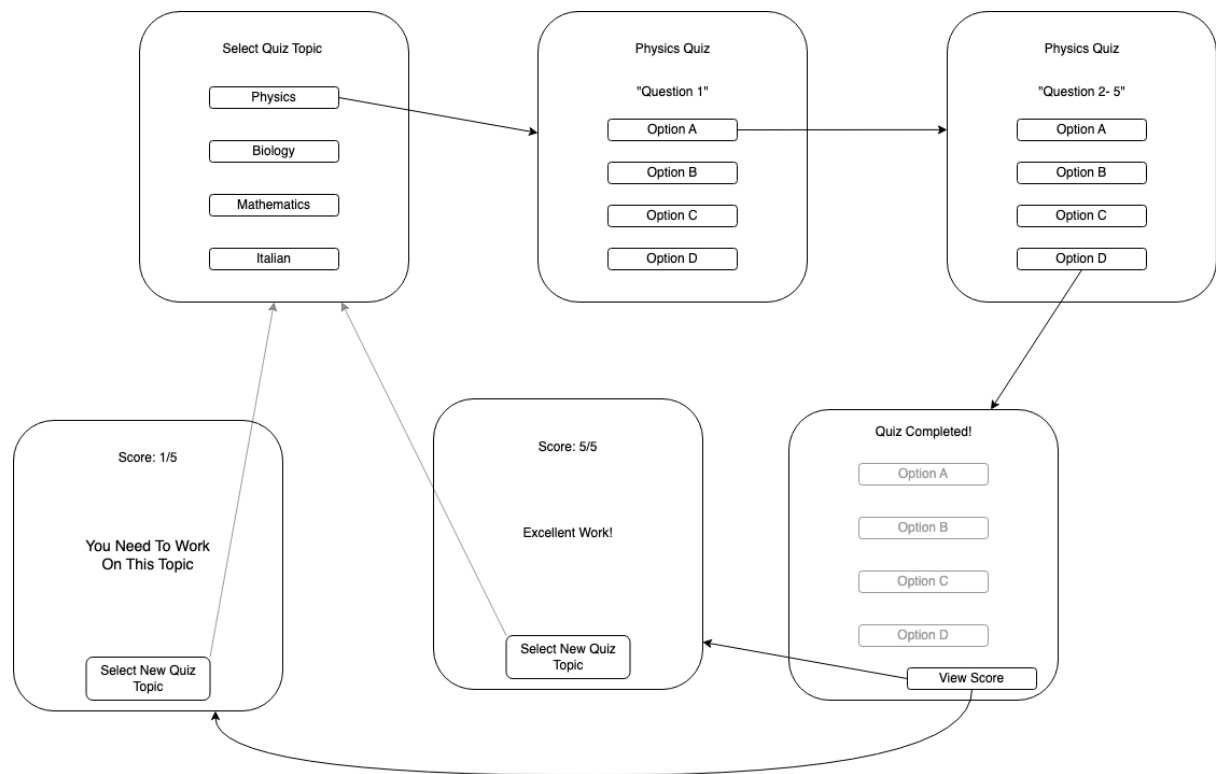 Select Quiz Topic
Physics
Biology
Mathematics
Italian
Physics Quiz
"Question 1"
Option A
Option B
Option C
Option D
Physics Quiz
"Question 2- 5"
Option A
Option B
Option C
Option D
Score: 1/5
You Need To Work
On This Topic
Select New Quiz
Topic
Score: 5/5
Excellent Work!
Select New Quiz
Topic
Quiz Completed!
Option A
Option B
Option C
Option D
View Score